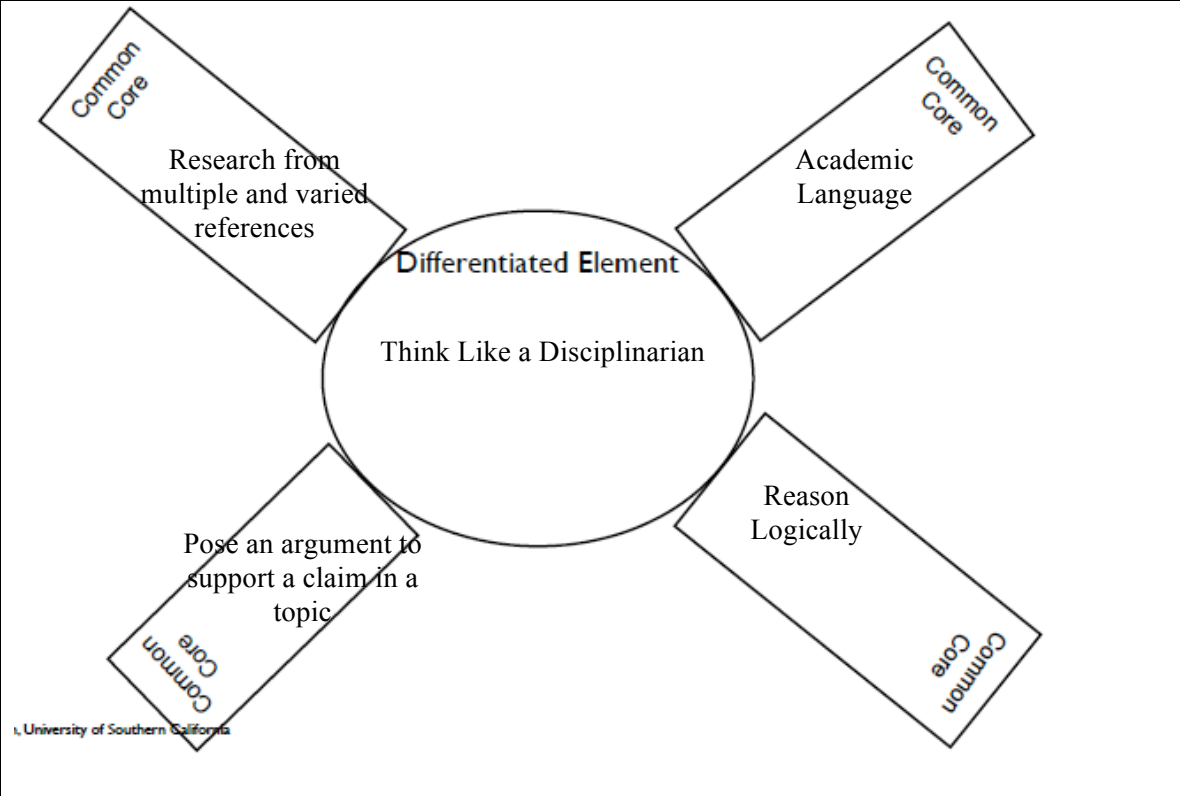 Common
Core
Research from
multiple and varied
references
Common
Core
Academic
Language
Differentiated Element
Think Like a Disciplinarian
Pose an argument to
support a claim in a
topic
Common
Core
Reason
Logically
Common
Core
, University of Southern California